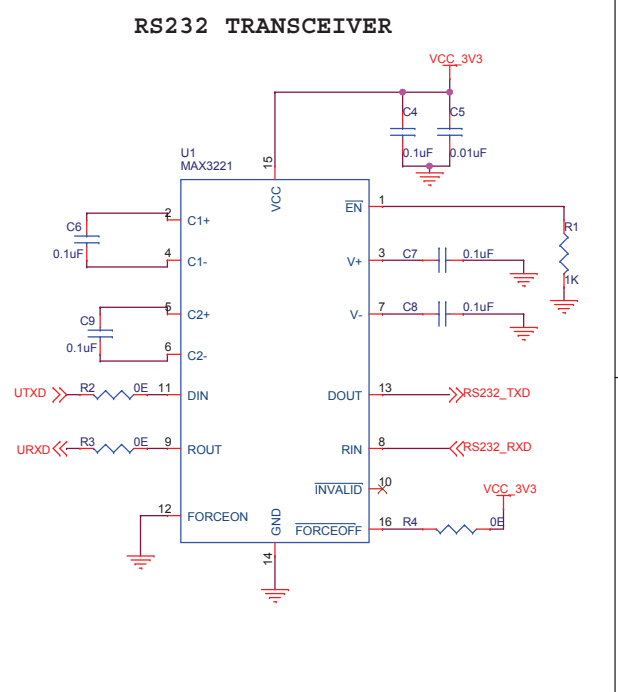 RS232 TRANSCEIVER
VCC_3V3
C4
C5
0.1uF
0.01uF
U1
MAX3221
15
VCC
EN
1
R1
1K
2
C1+
C6
0.1uF
4
C1-
V+
3
C7
0.1uF
5
C2+
C9
0.1uF
6
C2-
V-
7
C8
0.1uF
UTXD
R2
0E
11
DIN
DOUT
13
RS232_TXD
URXD
R3
0E
9
ROUT
RIN
8
RS232_RXD
INVALID
10
VCC_3V3
12
FORCEON
GND
14
FORCEOFF
16
R4
0E